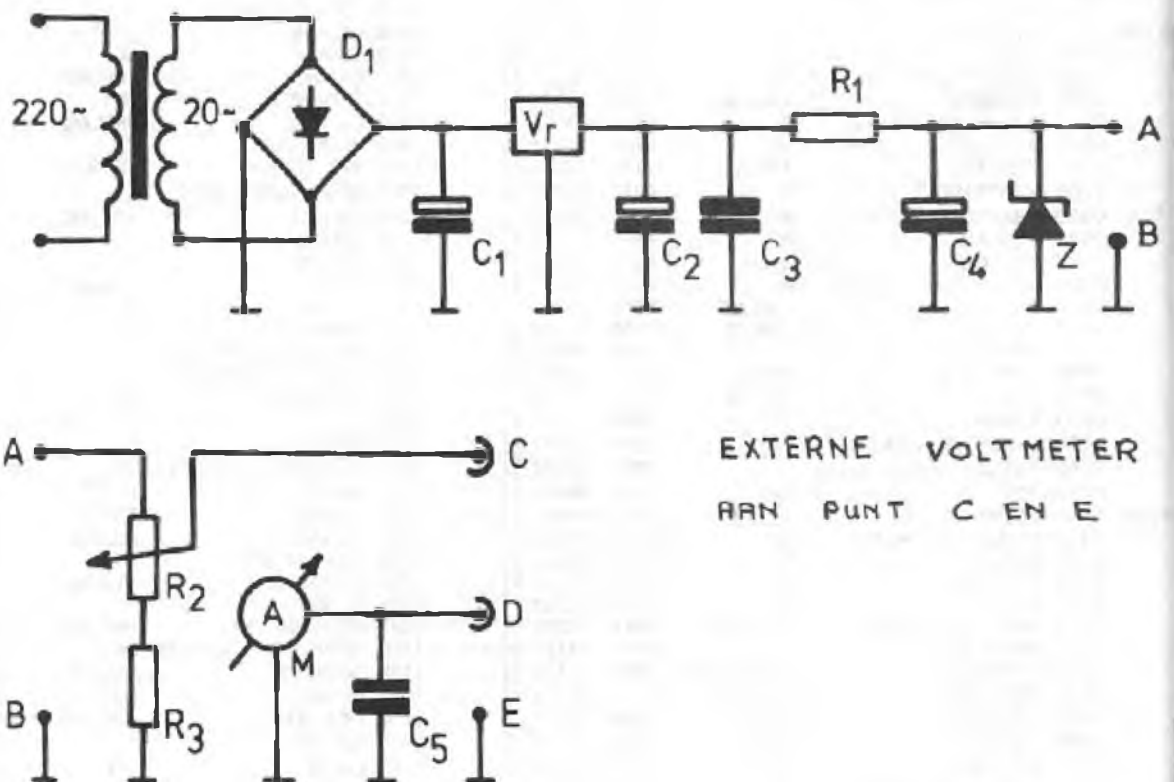 220~
20~
D1
C1
Vr
C2
C3
R1
C4
Z
A
B
A
B
R2
R3
A
M
C5
C
D
E
EXTERNE VOLTMETER
AAN PUNT C EN E